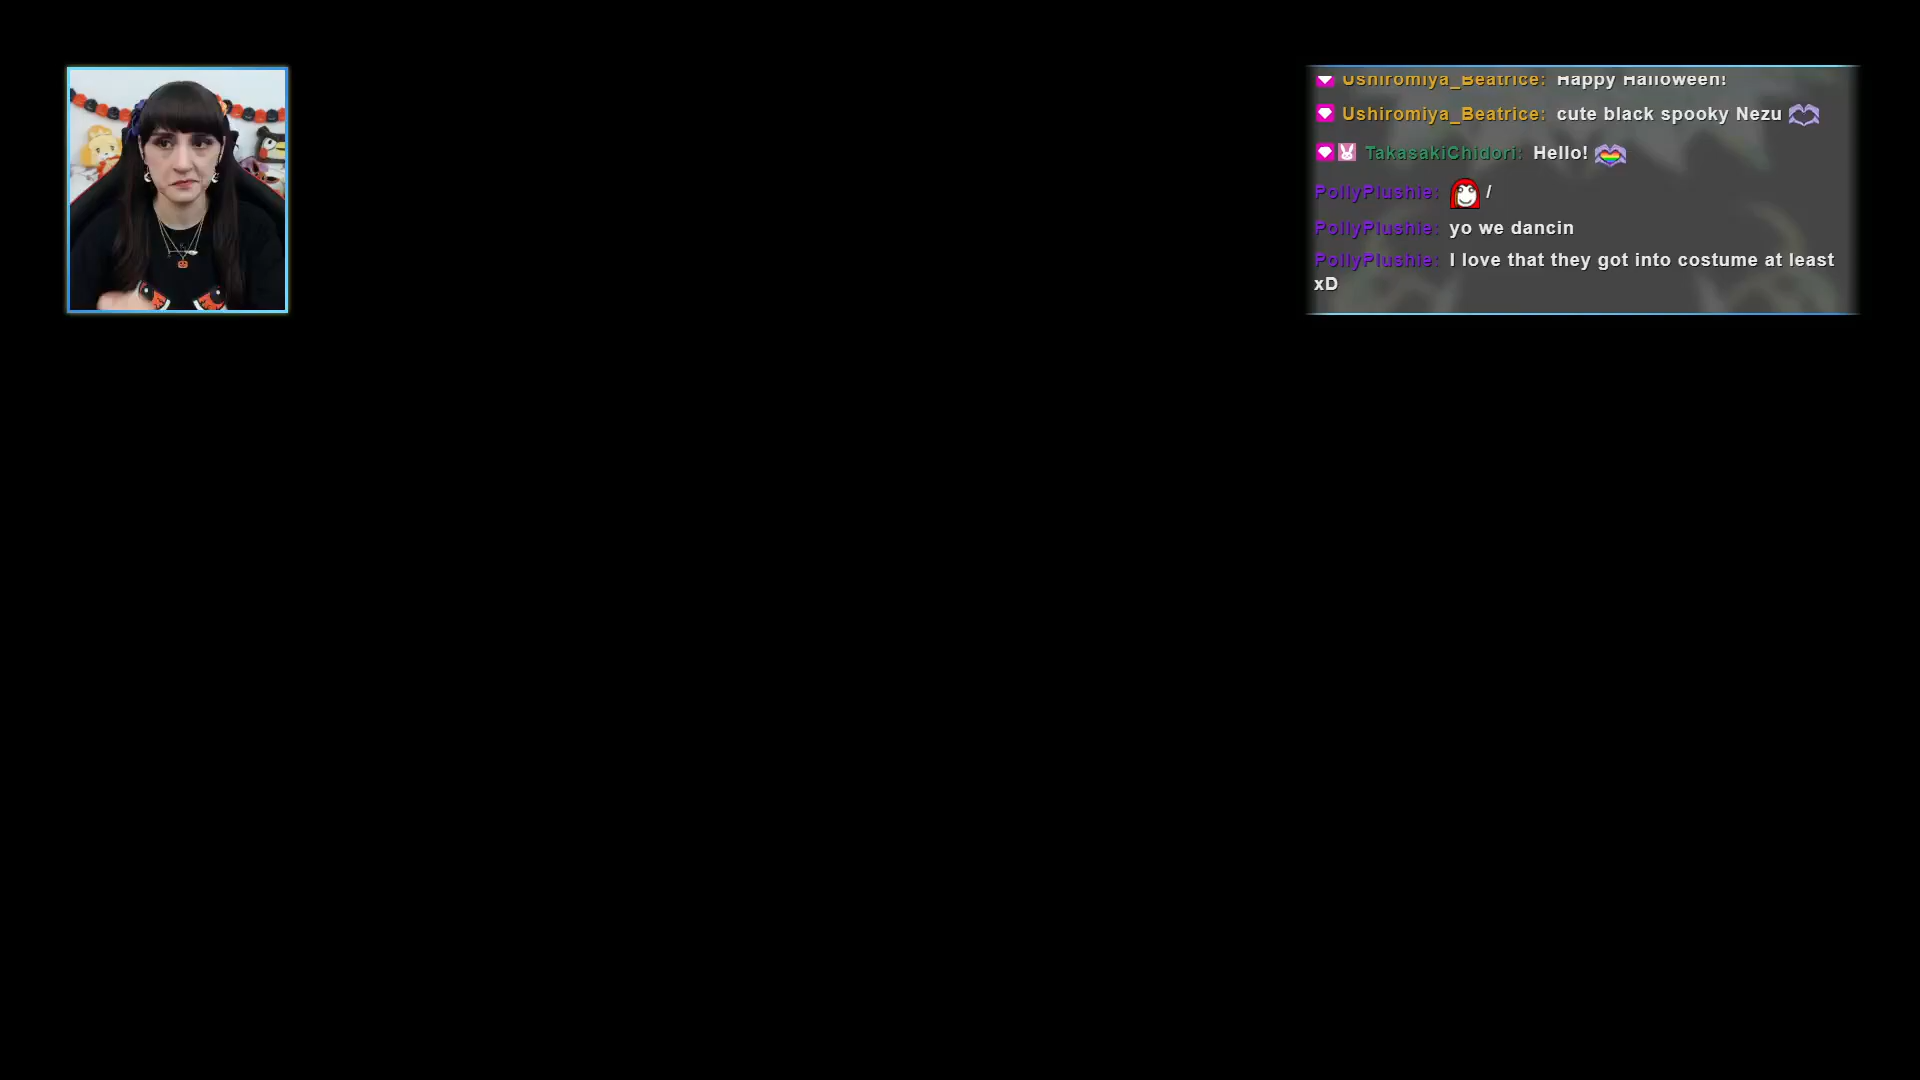 Ushiromiya_Beatrice: Happy Halloween!
Ushiromiya_Beatrice: cute black spooky Nezu
TakasakiChidori: Hello!
PollyPlushie: /
PollyPlushie: yo we dancin
PollyPlushie: I love that they got into costume at least
xD